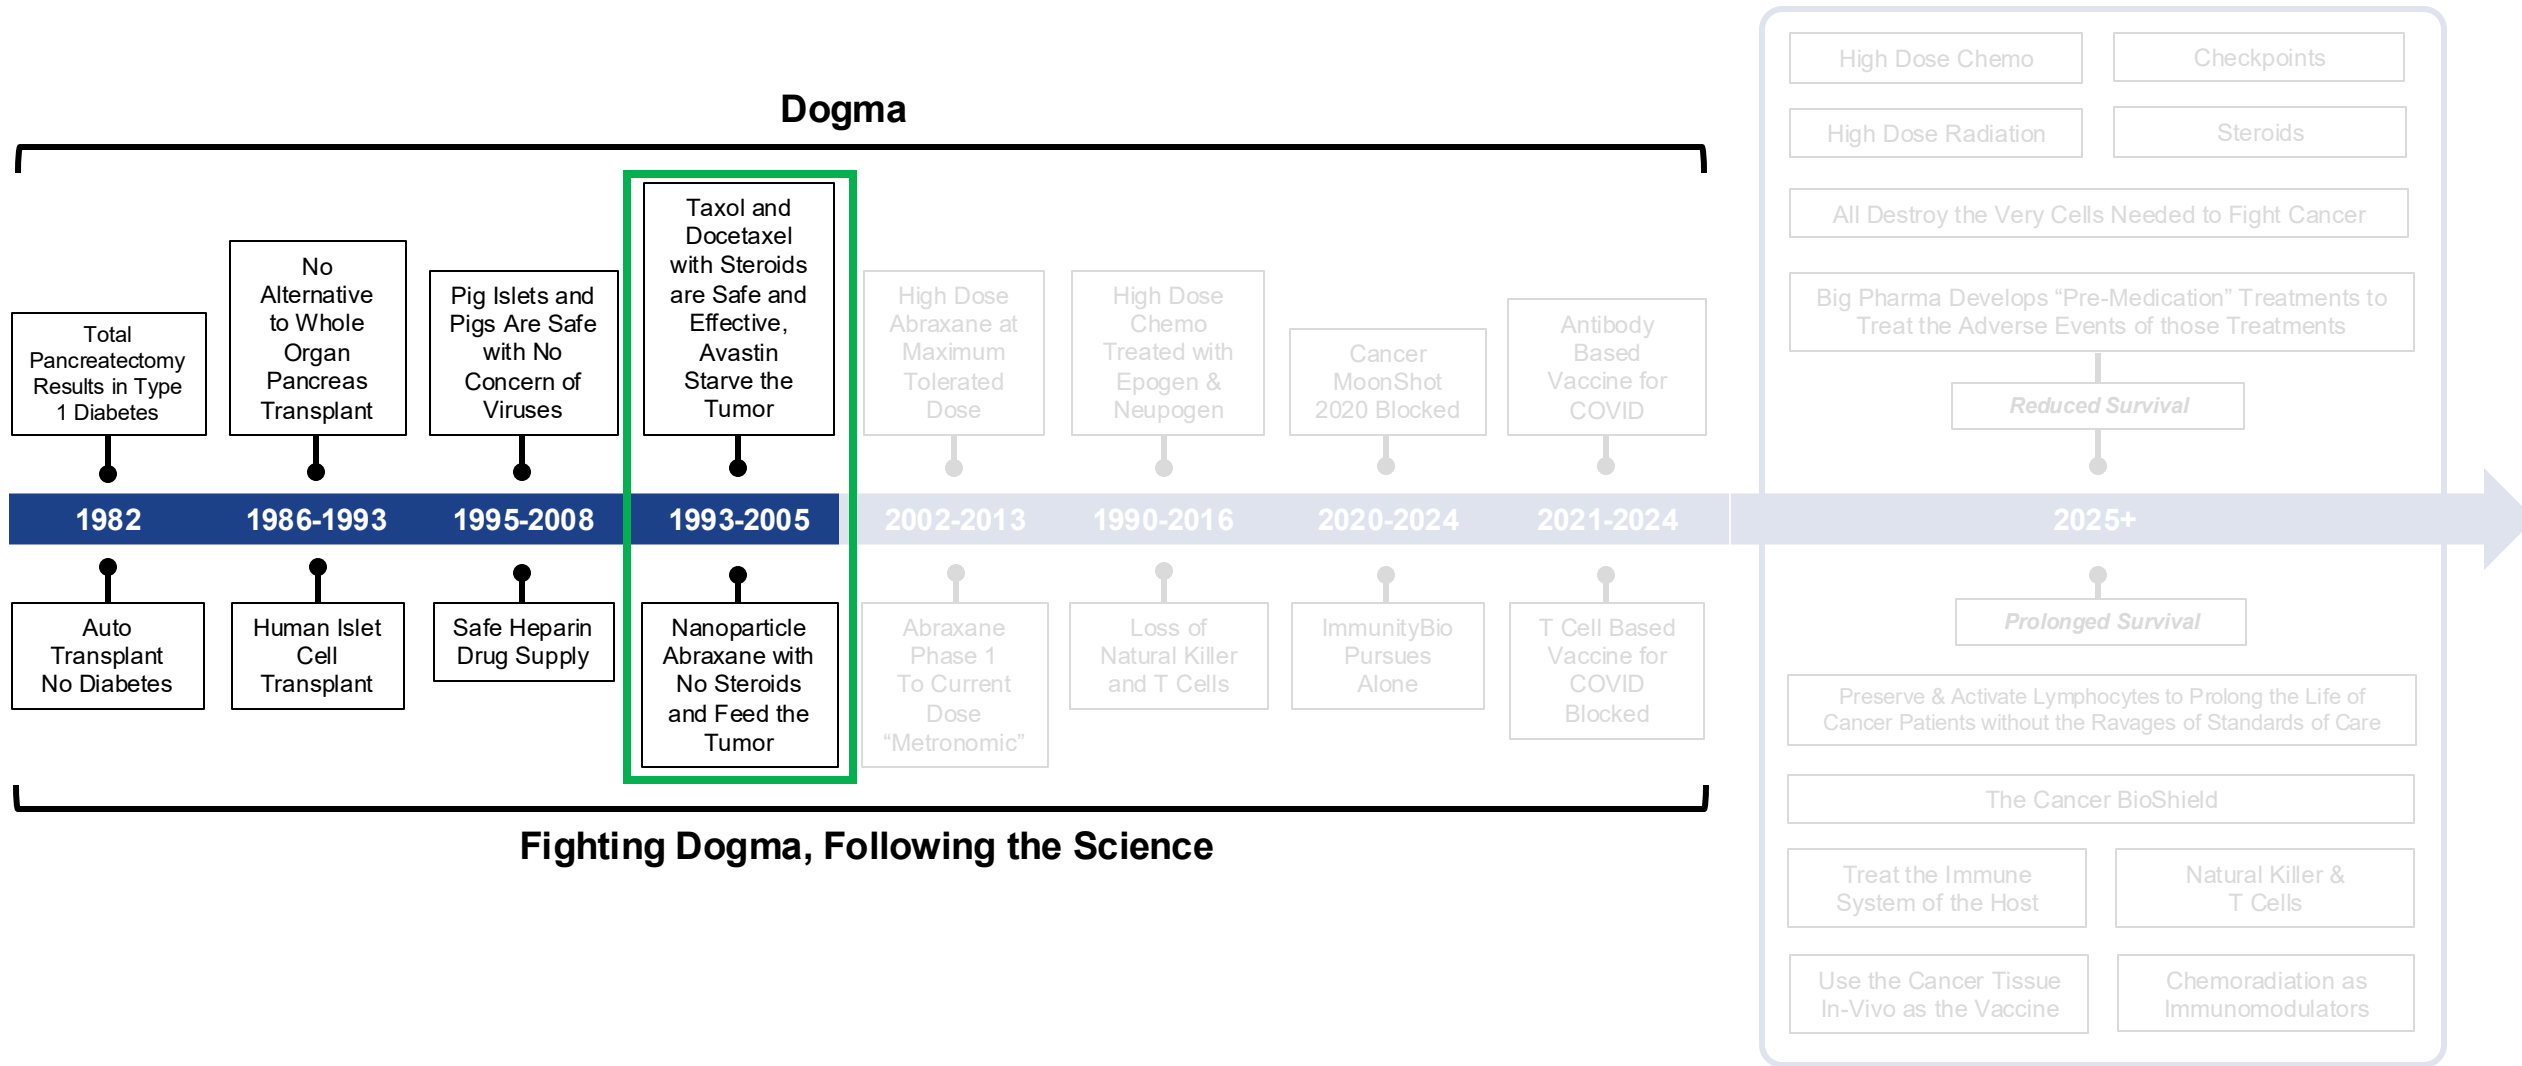 Dogma
Total
Pancreatectomy
Results in Type
1 Diabetes
No
Alternative
to Whole
Organ
Pancreas
Transplant
Pig Islets and
Pigs Are Safe
with No
Concern of
Viruses
Taxol and
Docetaxel
with Steroids
are Safe and
Effective,
Avastin
Starve the
Tumor
High Dose
Abraxane at
Maximum
Tolerated
Dose
High Dose
Chemo
Treated with
Epogen &
Neupogen
Cancer
MoonShot
2020 Blocked
Antibody
Based
Vaccine for
COVID
High Dose Chemo
Checkpoints
High Dose Radiation
Steroids
All Destroy the Very Cells Needed to Fight Cancer
Big Pharma Develops “Pre-Medication” Treatments to
Treat the Adverse Events of those Treatments
Reduced Survival
1982
1986-1993
1995-2008
1993-2005
2002-2013
1990-2016
2020-2024
2021-2024
2025+
Auto
Transplant
No Diabetes
Human Islet
Cell
Transplant
Safe Heparin
Drug Supply
Nanoparticle
Abraxane with
No Steroids
and Feed the
Tumor
Abraxane
Phase 1
To Current
Dose
“Metronomic”
Loss of
Natural Killer
and T Cells
ImmunityBio
Pursues
Alone
T Cell Based
Vaccine for
COVID
Blocked
Prolonged Survival
Preserve & Activate Lymphocytes to Prolong the Life of
Cancer Patients without the Ravages of Standards of Care
The Cancer BioShield
Treat the Immune
System of the Host
Natural Killer &
T Cells
Use the Cancer Tissue
In-Vivo as the Vaccine
Chemoradiation as
Immunomodulators
Fighting Dogma, Following the Science